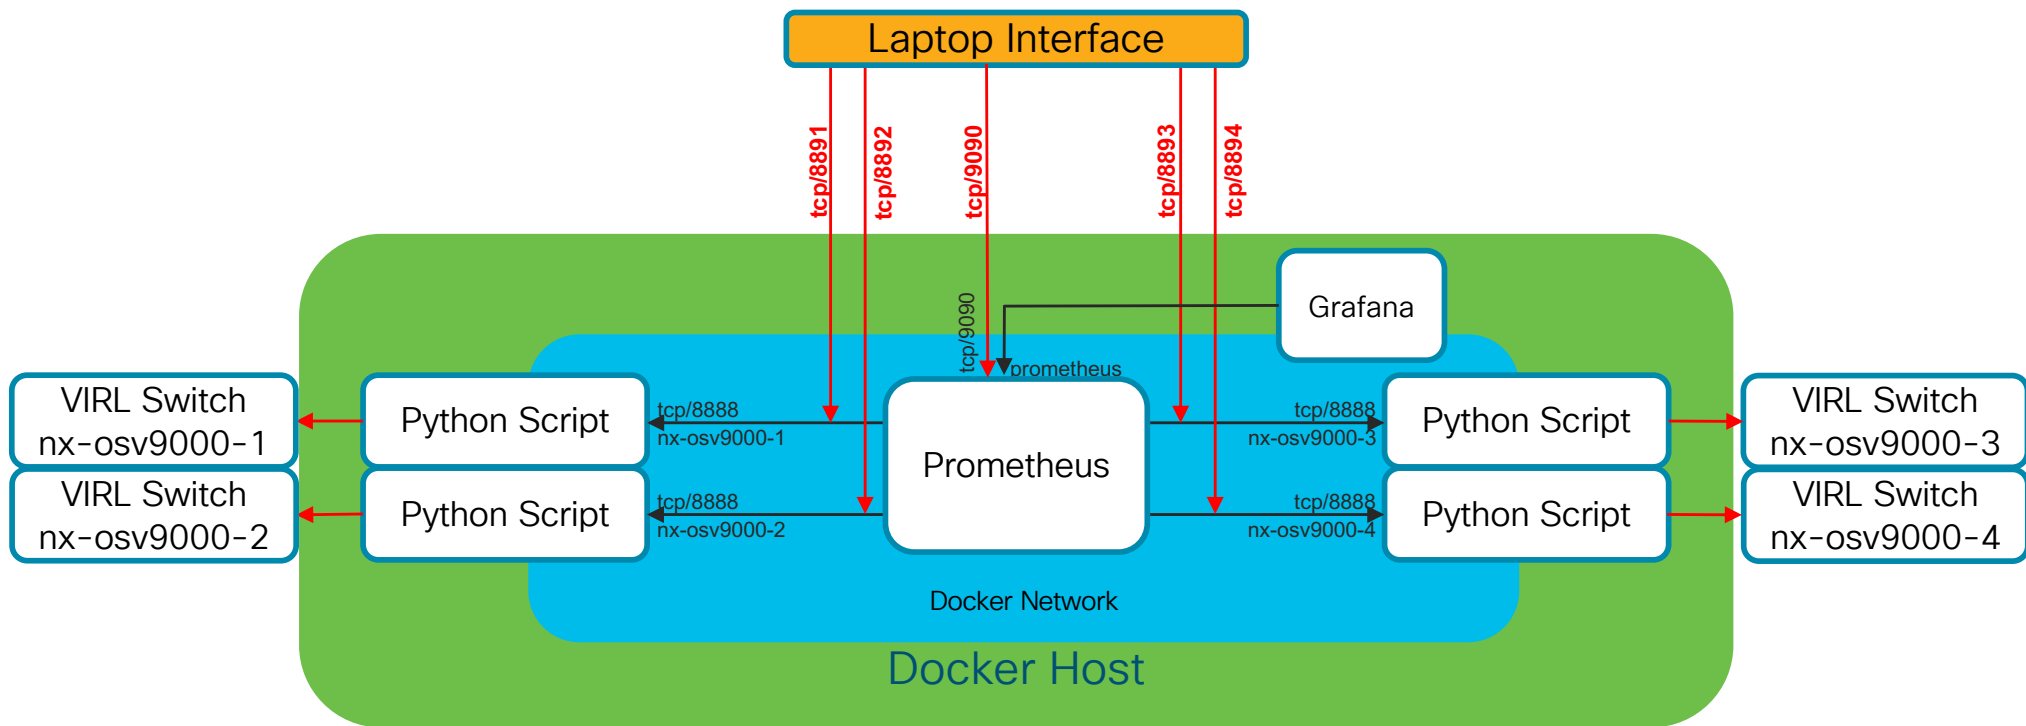 Laptop Interface
tcp/8891
tcp/8892
tcp/9090
tcp/8893
tcp/8894
Grafana
tcp/9090
prometheus
VIRL Switch
nx-osv9000-1
Python Script
tcp/8888
nx-osv9000-1
Prometheus
tcp/8888
nx-osv9000-3
Python Script
VIRL Switch
nx-osv9000-3
VIRL Switch
nx-osv9000-2
Python Script
tcp/8888
nx-osv9000-2
tcp/8888
nx-osv9000-4
Python Script
VIRL Switch
nx-osv9000-4
Docker Network
Docker Host